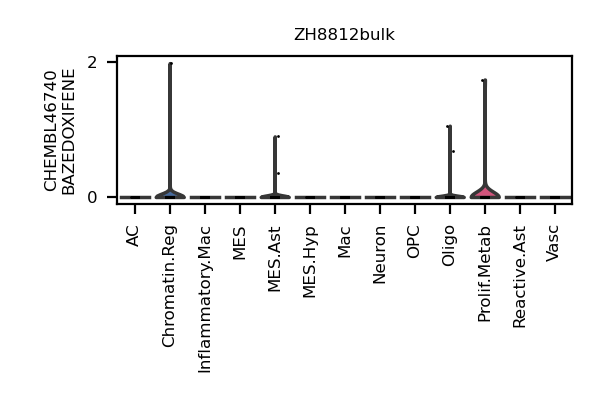 ZH8812bulk
CHEMBL46740
BAZEDOXIFENE
2
0
AC
Chromatin.Reg
Inflammatory.Mac
MES
MES.Ast
MES.Hyp
Mac
Neuron
OPC
Oligo
Prolif.Metab
Reactive.Ast
Vasc